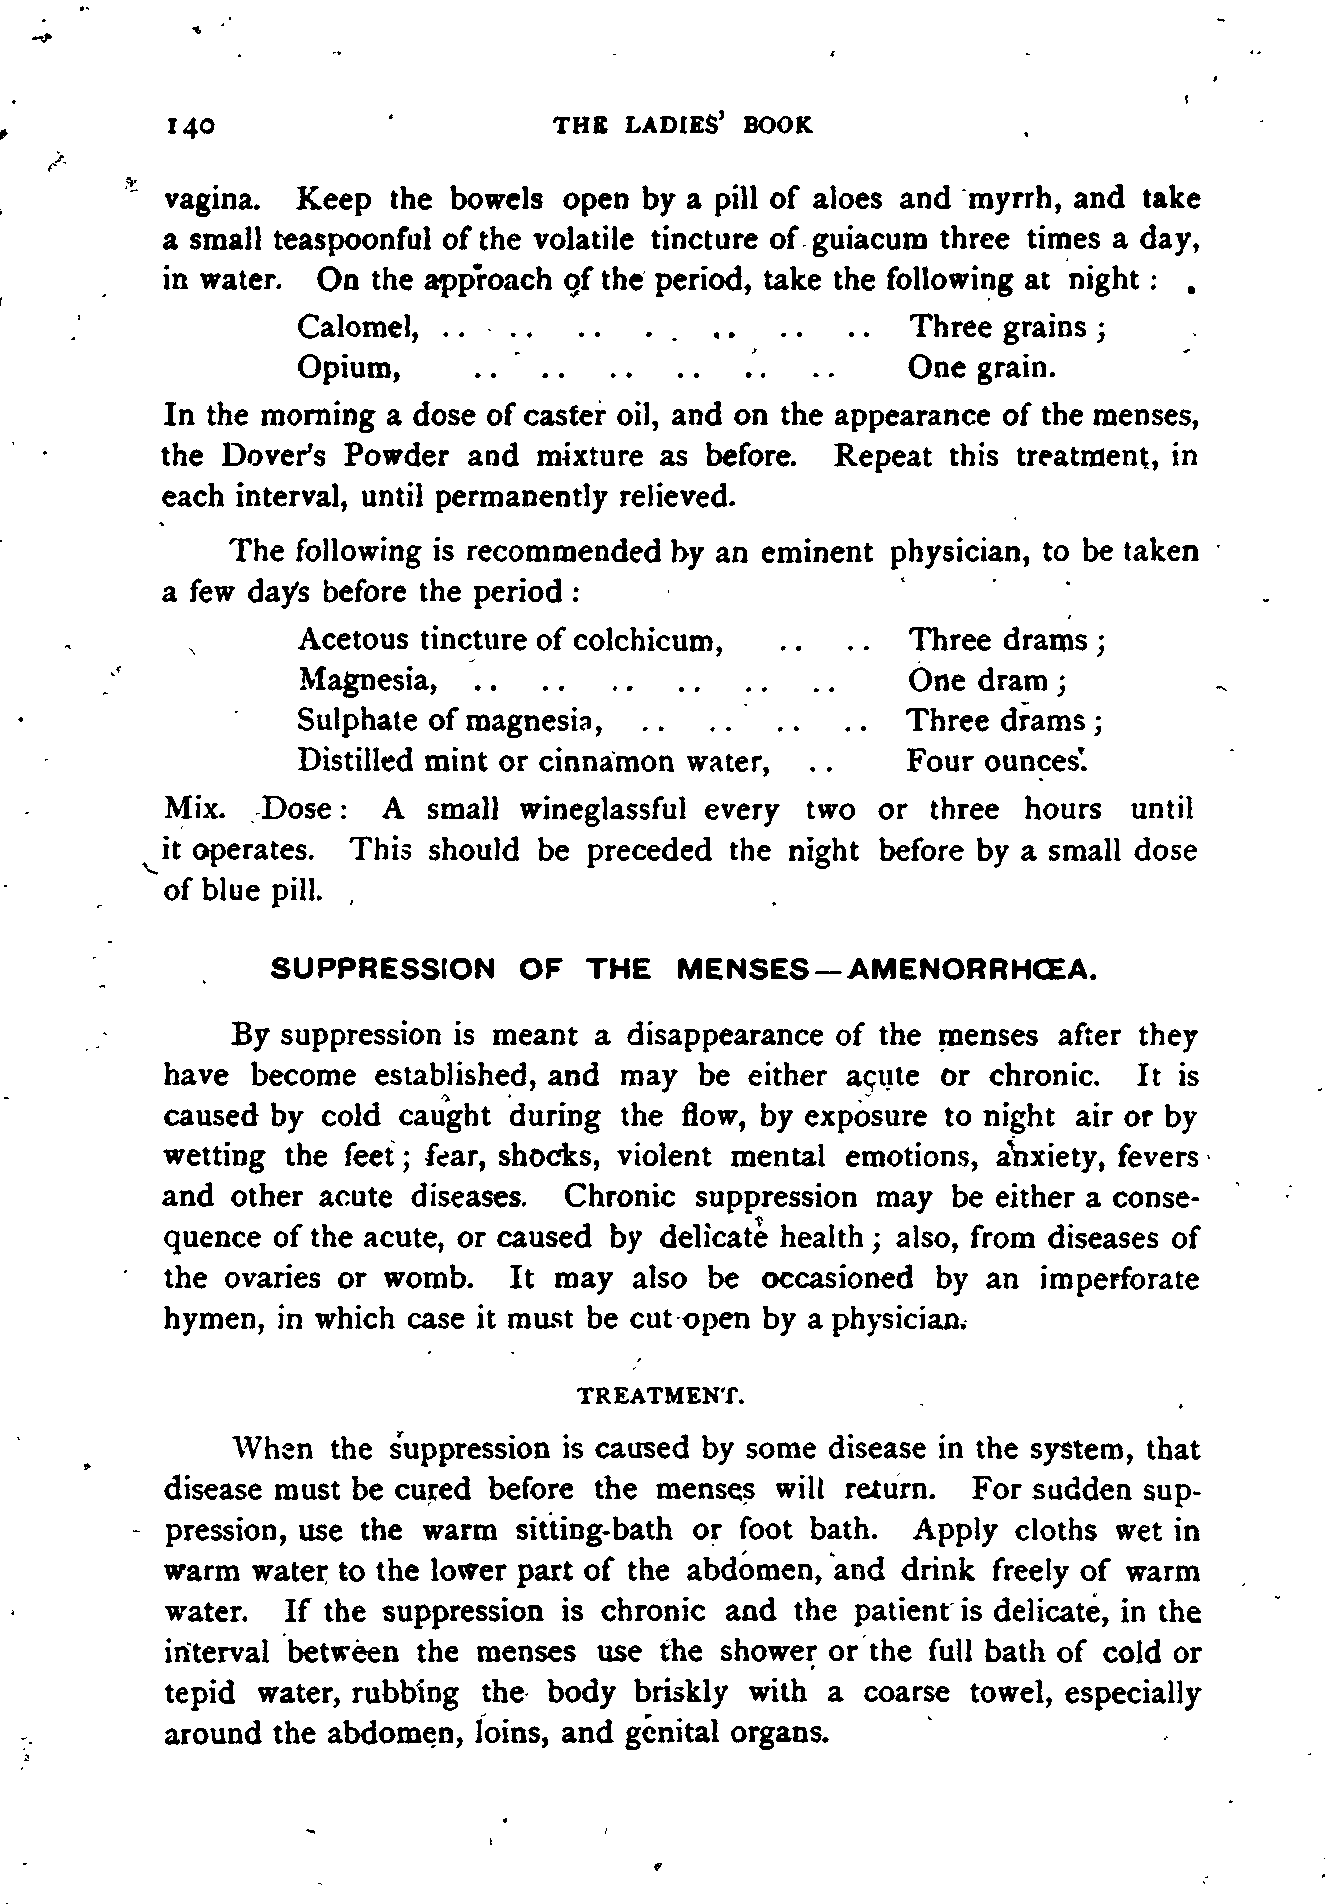 140 THE LADIES' BOOK
vagina. Keep the bowels open by a pill of aloes and myrrh, and take
a small teaspoonful of the volatile tincture of guiacum three times a day,
in water. On the approach of the period, take the following at night :
Calomel, .. .. .. .. .. .. .. Three grains ;
Opium, .. .. .. .. .. .. One grain.
In the morning a dose of caster oil, and on the appearance of the menses,
the Dover's Powder and mixture as before. Repeat this treatment, in
each interval, until permanently relieved.
The following is recommended by an eminent physician, to be taken
a few days before the period :
Acetous tincture of colchicum, .. .. Three drams ;
Magnesia, .. .. .. .. .. .. One dram ;
Sulphate of magnesia, .. .. .. .. Three drams ;
Distilled mint or cinnamon water, .. Four ounces.
Mix. Dose : A small wineglassful every two or three hours until
it operates. This should be preceded the night before by a small dose
of blue pill.
SUPPRESSION OF THE MENSES—AMENORRHŒA.
By suppression is meant a disappearance of the menses after they
have become established, and may be either acute or chronic. It is
caused by cold caught during the flow, by exposure to night air or by
wetting the feet ; fear, shocks, violent mental emotions, anxiety, fevers
and other acute diseases. Chronic suppression may be either a conse-
quence of the acute, or caused by delicate health ; also, from diseases of
the ovaries or womb. It may also be occasioned by an imperforate
hymen, in which case it must be cut open by a physician.
TREATMENT.
When the suppression is caused by some disease in the system, that
disease must be cured before the menses will return. For sudden sup-
pression, use the warm sitting-bath or foot bath. Apply cloths wet in
warm water to the lower part of the abdomen, and drink freely of warm
water. If the suppression is chronic and the patient is delicate, in the
interval between the menses use the shower or the full bath of cold or
tepid water, rubbing the body briskly with a coarse towel, especially
around the abdomen, loins, and genital organs.